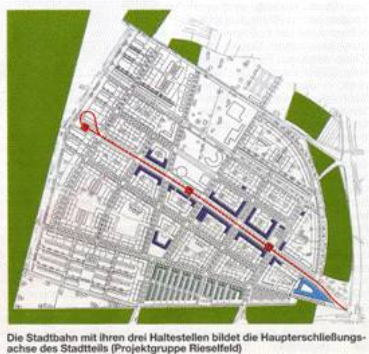 Die Stadtbahn mit ihren drei Haltestellen bildet die Haupterschließungs-
achse des Stadtteils (Projektgruppe Rieselfeld)